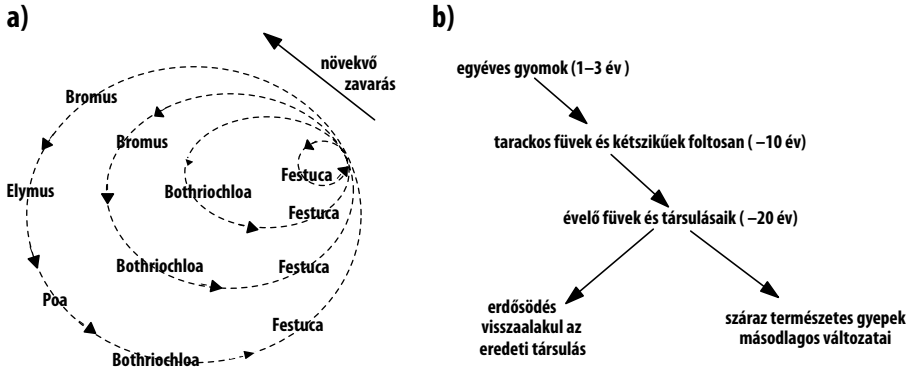 a)
növekvő
zavarás
Bromus
Bromus
Festuca
Elymus
Bothriochloa
Festuca
Bothriochloa
Festuca
Poa
Festuca
Bothriochloa
b)
egyéves gyomok (1–3 év )
tarackos füvek és kétszikűek foltosan ( –10 év)
évelő füvek és társulásaik ( –20 év)
erdősödés
visszaalakul az
eredeti társulás
száraz természetes gyepek
másodlagos változatai